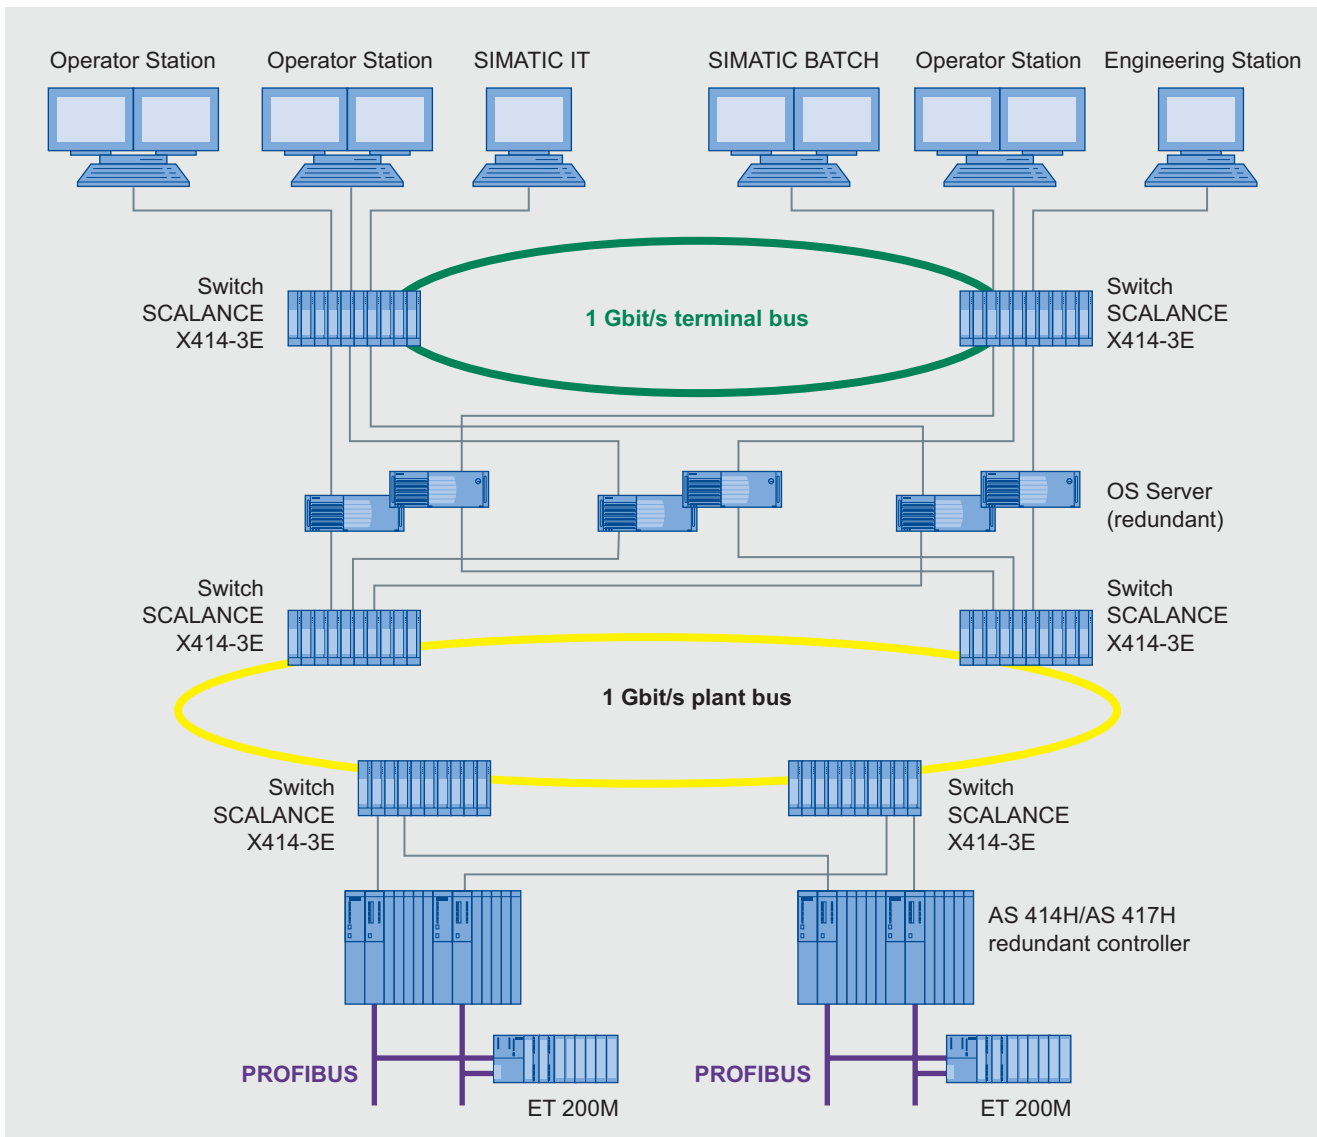 Operator Station
Operator Station
SIMATIC IT
SIMATIC BATCH
Operator Station
Engineering Station
Switch
SCALANCE
X414-3E
1 Gbit/s terminal bus
Switch
SCALANCE
X414-3E
OS Server
(redundant)
Switch
SCALANCE
X414-3E
Switch
SCALANCE
X414-3E
1 Gbit/s plant bus
Switch
SCALANCE
X414-3E
Switch
SCALANCE
X414-3E
AS 414H/AS 417H
redundant controller
PROFIBUS
ET 200M
PROFIBUS
ET 200M